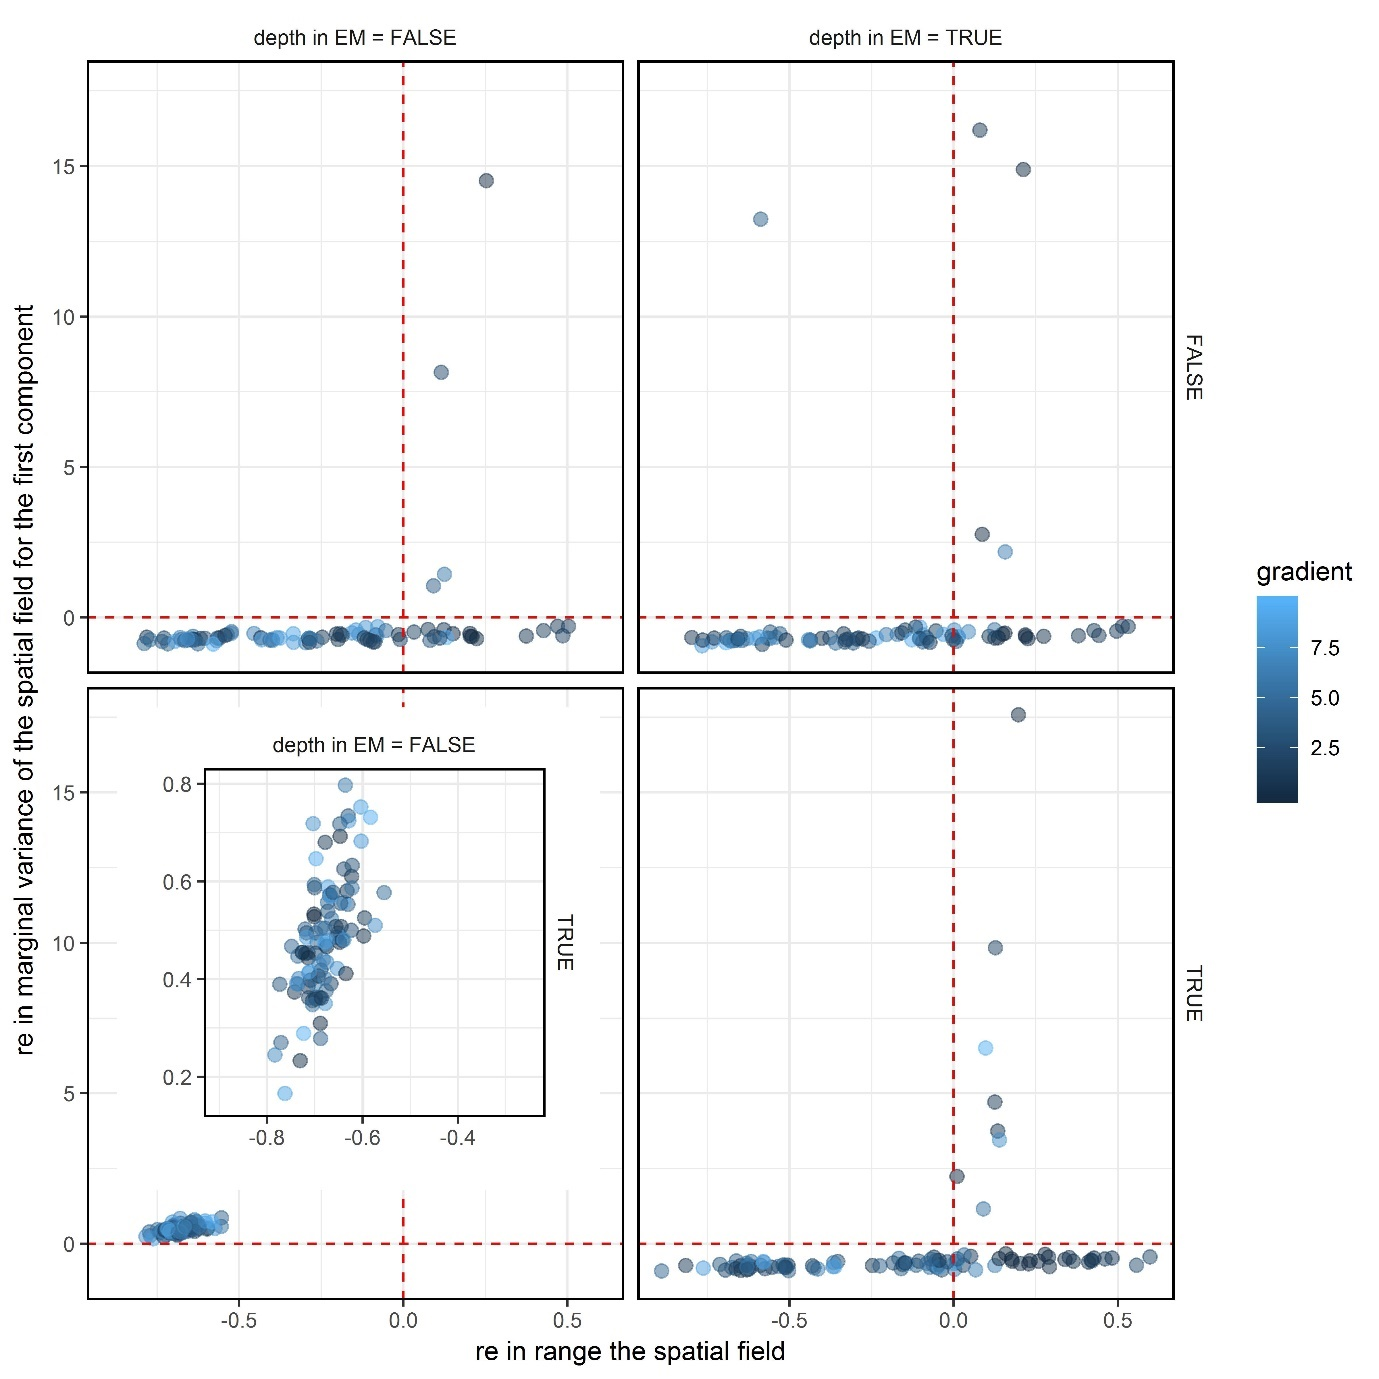 depth in EM = FALSE
depth in EM = TRUE
15
10
5
0
FALSE
re in marginal variance of the spatial field for the first component
gradient
7.5
5.0
2.5
depth in EM = FALSE
0.8
0.6
0.4
0.2
-0.8
-0.6
-0.4
TRUE
15
10
5
0
TRUE
-0.5
0.0
0.5
-0.5
0.0
0.5
re in range the spatial field